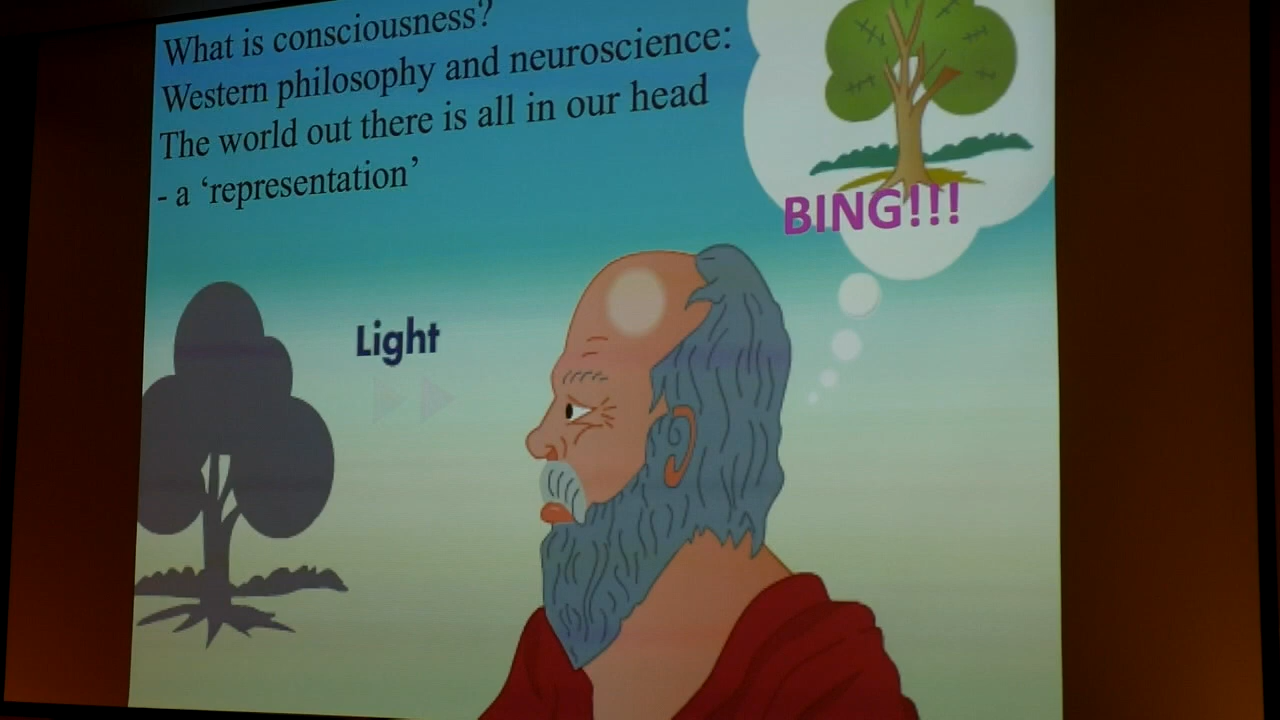 What is consciousness?
Western philosophy and neuroscience:
The world out there is all in our head
- a ‘representation’
BING!!!
Light